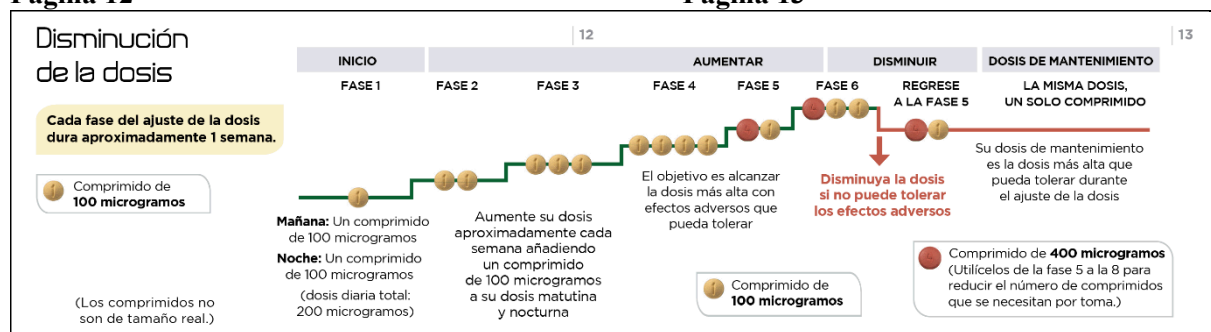 Página 12
Página 13
12
13
Disminución
de la dosis
Cada fase del ajuste de la dosis
dura aproximadamente 1 semana.
Comprimido de
100 microgramos
(Los comprimidos no
son de tamaño real.)
INICIO
AUMENTAR
DISMINUIR
DOSIS DE MANTENIMIENTO
FASE 1
FASE 2
FASE 3
FASE 4
FASE 5
FASE 6
REGRESE
A LA FASE 5
LA MISMA DOSIS,
UN SOLO COMPRIMIDO
Mañana: Un comprimido
de 100 microgramos
Noche: Un comprimido
de 100 microgramos
(dosis diaria total:
200 microgramos)
Aumente su dosis
aproximadamente cada
semana añadiendo
un comprimido
de 100 microgramos
a su dosis matutina
y nocturna
El objetivo es alcanzar
la dosis más alta con
efectos adversos que
pueda tolerar
Comprimido de
100 microgramos
Disminuya la dosis
si no puede tolerar
los efectos adversos
Su dosis de mantenimiento
es la dosis más alta que
pueda tolerar durante
el ajuste de la dosis
Comprimido de 400 microgramos
(Utilícelos de la fase 5 a la 8 para
reducir el número de comprimidos
que se necesitan por toma.)